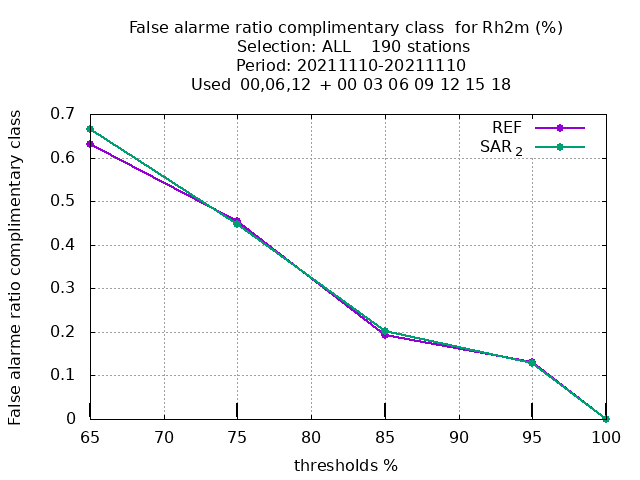 False alarme ratio complimentary class  for Rh2m (%)
Selection: ALL    190 stations
Period: 20211110-20211110
Used  00,06,12  + 00 03 06 09 12 15 18
False alarme ratio complimentary class
0.7
0.6
0.5
0.4
0.3
0.2
0.1
0
REF
SAR 2
65 70 75 80 85 90 95 100
thresholds %